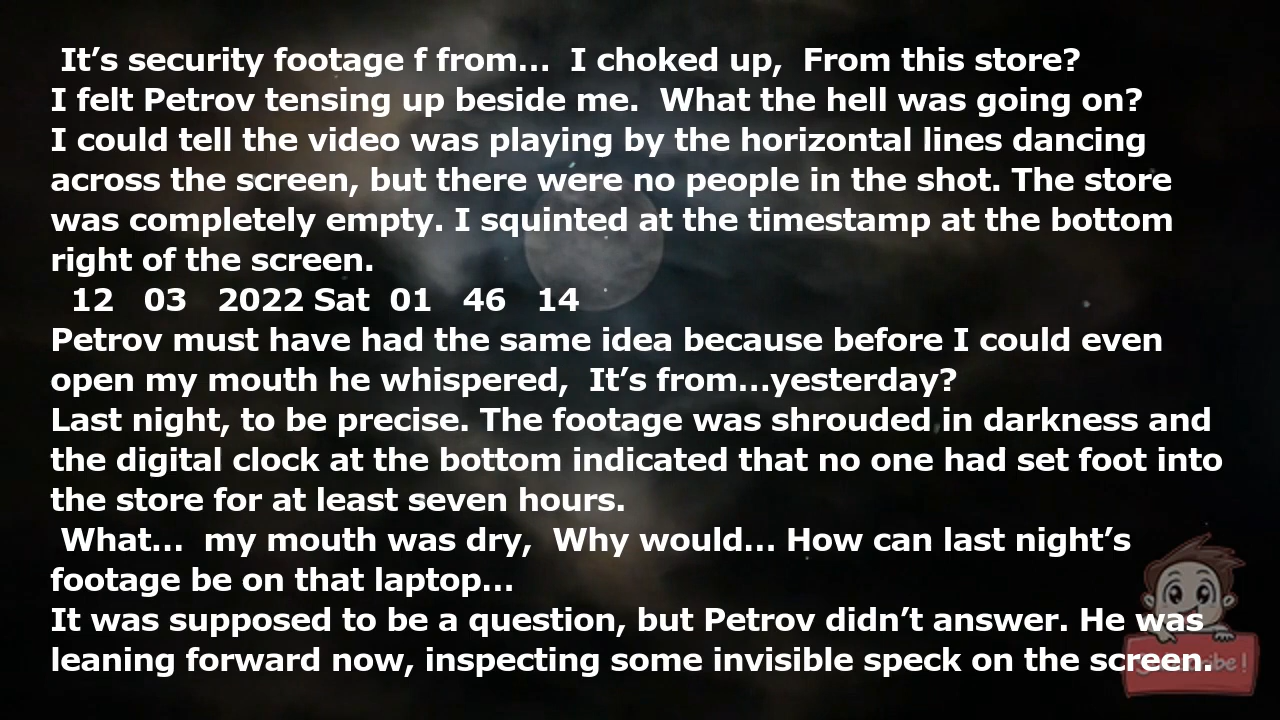 It’s security footage f from... I choked up, From this store?
I felt Petrov tensing up beside me. What the hell was going on?
I could tell the video was playing by the horizontal lines dancing
across the screen, but there were no people in the shot. The store
was completely empty. I squinted at the timestamp at the bottom
right of the screen.
12 03 2022 Sat 01 46 14
Petrov must have had the same idea because before I could even
open my mouth he whispered, It’s from...yesterday?
Last night, to be precise. The footage was shrouded in darkness and
the digital clock at the bottom indicated that no one had set foot into
the store for at least seven hours.
What... my mouth was dry, Why would... How can last night’s
footage be on that laptop...
It was supposed to be a question, but Petrov didn’t answer. He was
leaning forward now, inspecting some invisible speck on the screen.